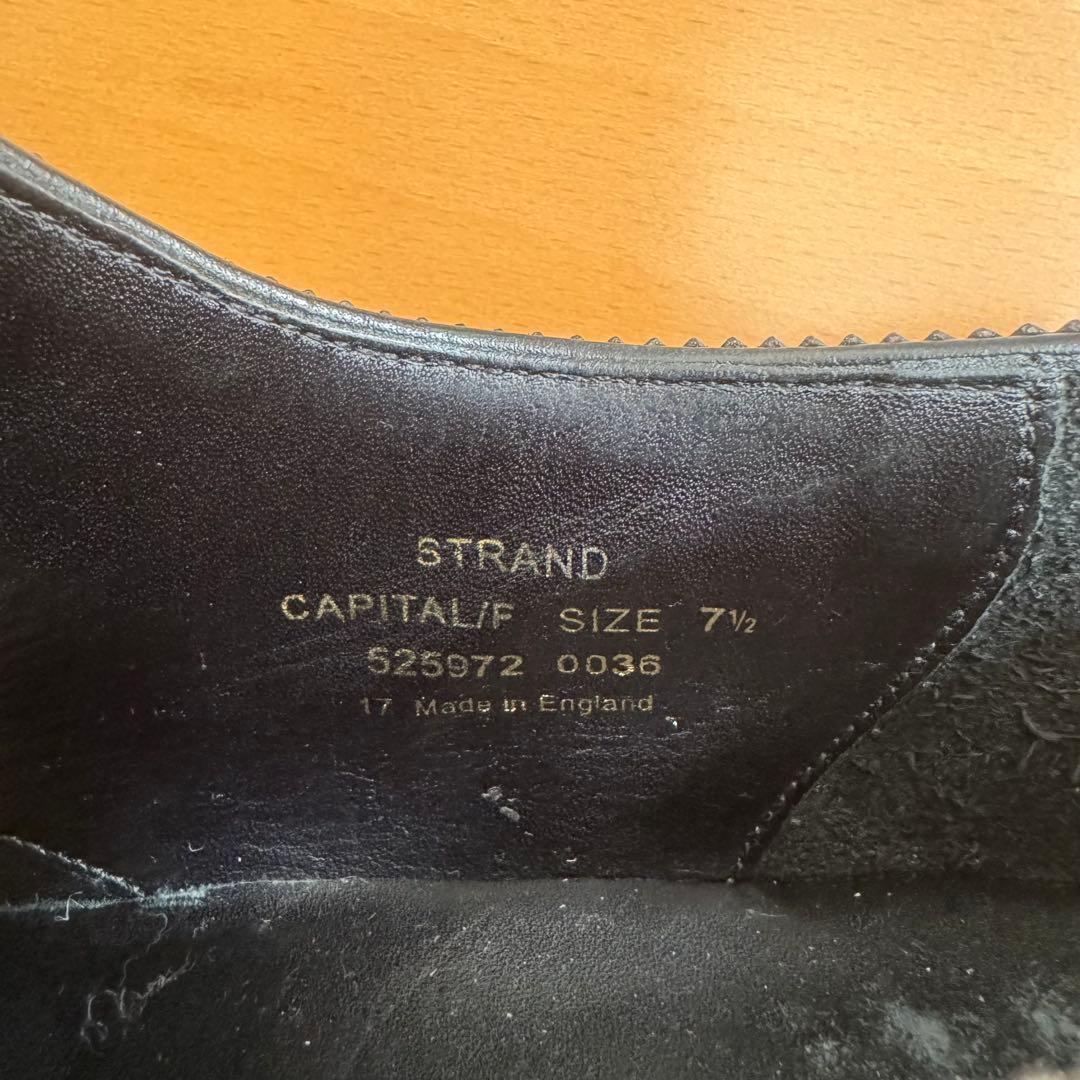 STRAND
CAPITAL/F SIZE 7½
525972 0036
17 Made in England